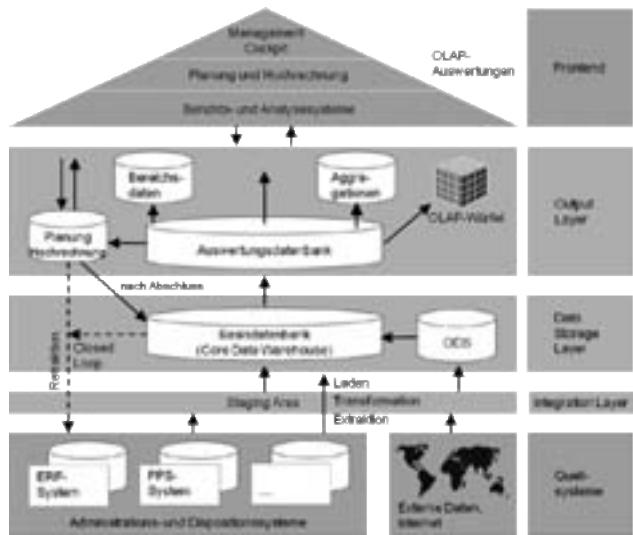 Management
Cockpit
OLAP-
Auswertungen
Frontend
Planung und Hochrechnung
Berichts- und Analysesysteme
Bereichs-
daten
Aggre-
gationen
OLAP-Würfel
Output
Layer
Planung
Hochrechnung
Auswertungsdatenbank
nach Abschluss
Basisdatenbank
(Core Data Warehouse)
ODS
Data
Storage
Layer
Closed
Loop
Retraktion
Laden
Staging Area
Transformation
Integration Layer
Extraktion
ERP-
System
PPS-
System
....
Externe Daten,
Internet
Quell-
systeme
Administrations- und Dispositionssysteme